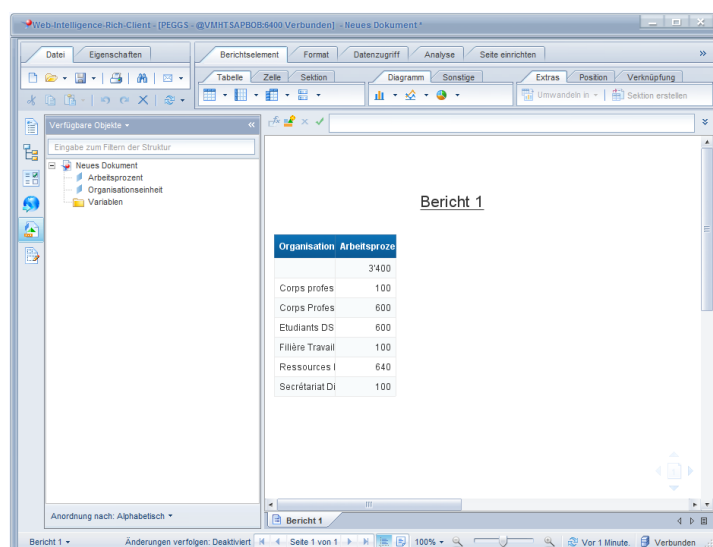 Web-Intelligence-Rich-Client - [PEGGS - @VMHTSAPBOB:6400 Verbunden] - Neues Dokument *
Datei Eigenschaften Berichtselement Format Datenzugriff Analyse Seite einrichten
Tabelle Zelle Sektion Diagramm Sonstige Extras Position Verknüpfung
Umwandeln in Sektion erstellen
Verfügbare Objekte
Eingabe zum Filtern der Struktur
Neues Dokument
Arbeitsprozent
Organisationseinheit
Variablen
Bericht 1
Organisation Arbeitsproze
3'400
Corps profes 100
Corps Profes 600
Etudiants DS 600
Filière Travail 100
Ressources 640
Secrétariat Di 100
Anordnung nach: Alphabetisch
Bericht 1
Bericht 1 Änderungen verfolgen: Deaktiviert Seite 1 von 1 100% Vor 1 Minute. Verbunden